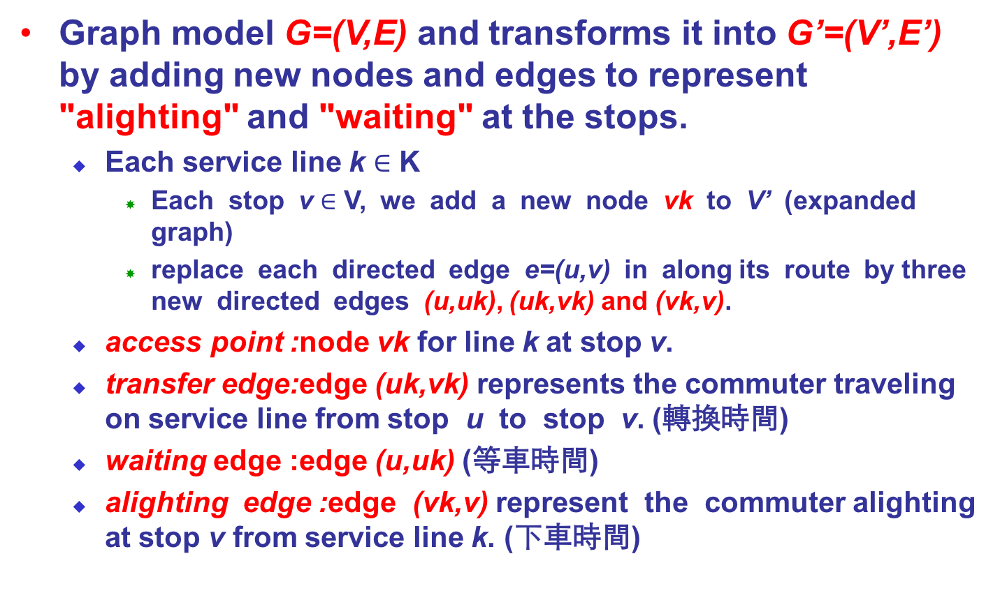 • Graph model G=(V,E) and transforms it into G’=(V’,E’)
by adding new nodes and edges to represent
"alighting" and "waiting" at the stops.
◆ Each service line k ∈ K
Each stop v ∈ V, we add a new node vk to V’ (expanded
graph)
replace each directed edge e=(u,v) in along its route by three
new directed edges (u,uk), (uk,vk) and (vk,v).
◆ access point :node vk for line k at stop v.
◆ transfer edge:edge (uk,vk) represents the commuter traveling
on service line from stop u to stop v. (轉換時間)
◆ waiting edge :edge (u,uk) (等車時間)
◆ alighting edge :edge (vk,v) represent the commuter alighting
at stop v from service line k. (下車時間)